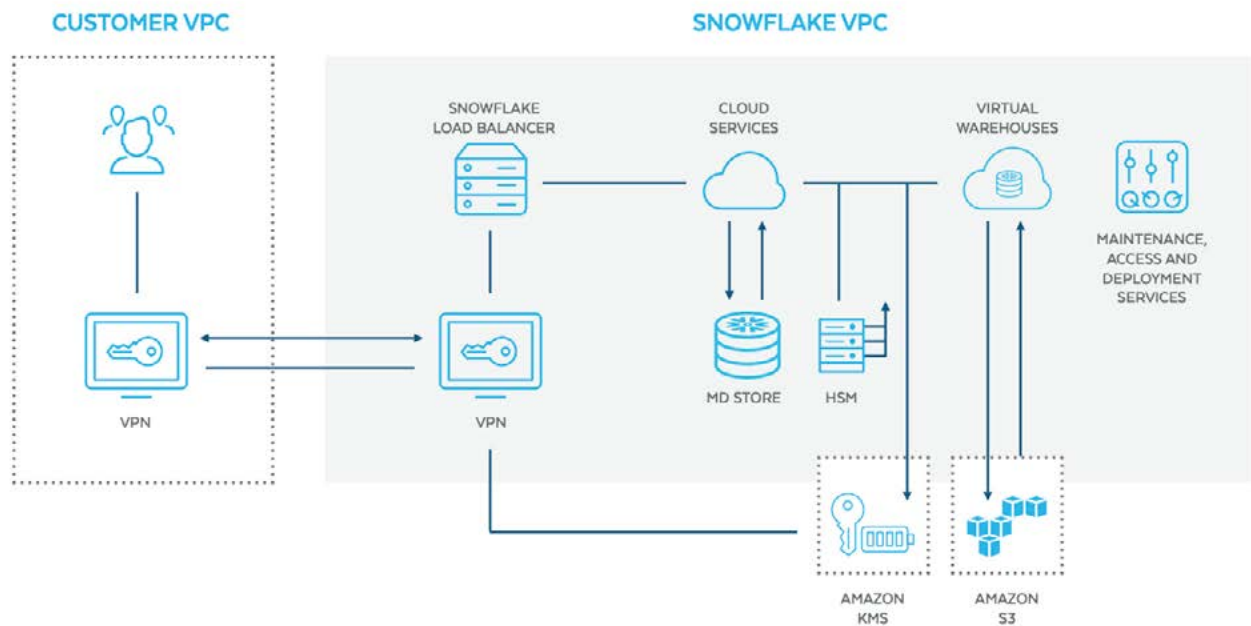 CUSTOMER VPC
SNOWFLAKE VPC
SNOWFLAKE
LOAD BALANCER
CLOUD
SERVICES
VIRTUAL
WAREHOUSES
MAINTENANCE,
ACCESS AND
DEPLOYMENT
SERVICES
VPN
VPN
MD STORE
HSM
AMAZON
KMS
AMAZON
S3